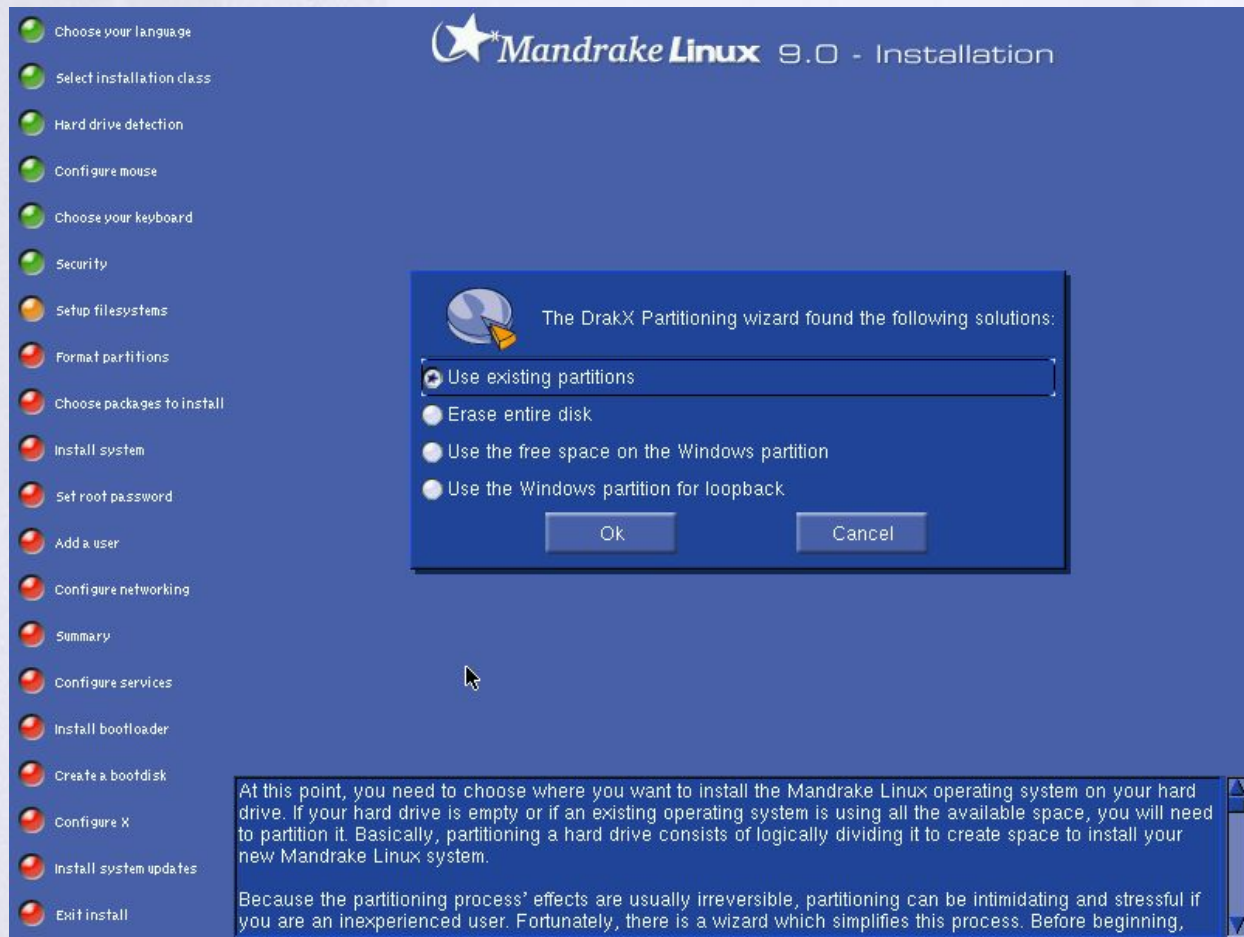 Mandrake Linux 9.0 - Installation
Choose your language
Select installation class
Hard drive detection
Configure mouse
Choose your keyboard
Security
Setup filesystems
Format partitions
Choose packages to install
Install system
Set root password
Add a user
Configure networking
Summary
Configure services
Install bootloader
Create a bootdisk
Configure X
Install system updates
Exit install
The DrakX Partitioning wizard found the following solutions:
Use existing partitions
Erase entire disk
Use the free space on the Windows partition
Use the Windows partition for loopback
Ok
Cancel
At this point, you need to choose where you want to install the Mandrake Linux operating system on your hard
drive. If your hard drive is empty or if an existing operating system is using all the available space, you will need
to partition it. Basically, partitioning a hard drive consists of logically dividing it to create space to install your
new Mandrake Linux system.
Because the partitioning process' effects are usually irreversible, partitioning can be intimidating and stressful if
you are an inexperienced user. Fortunately, there is a wizard which simplifies this process. Before beginning,